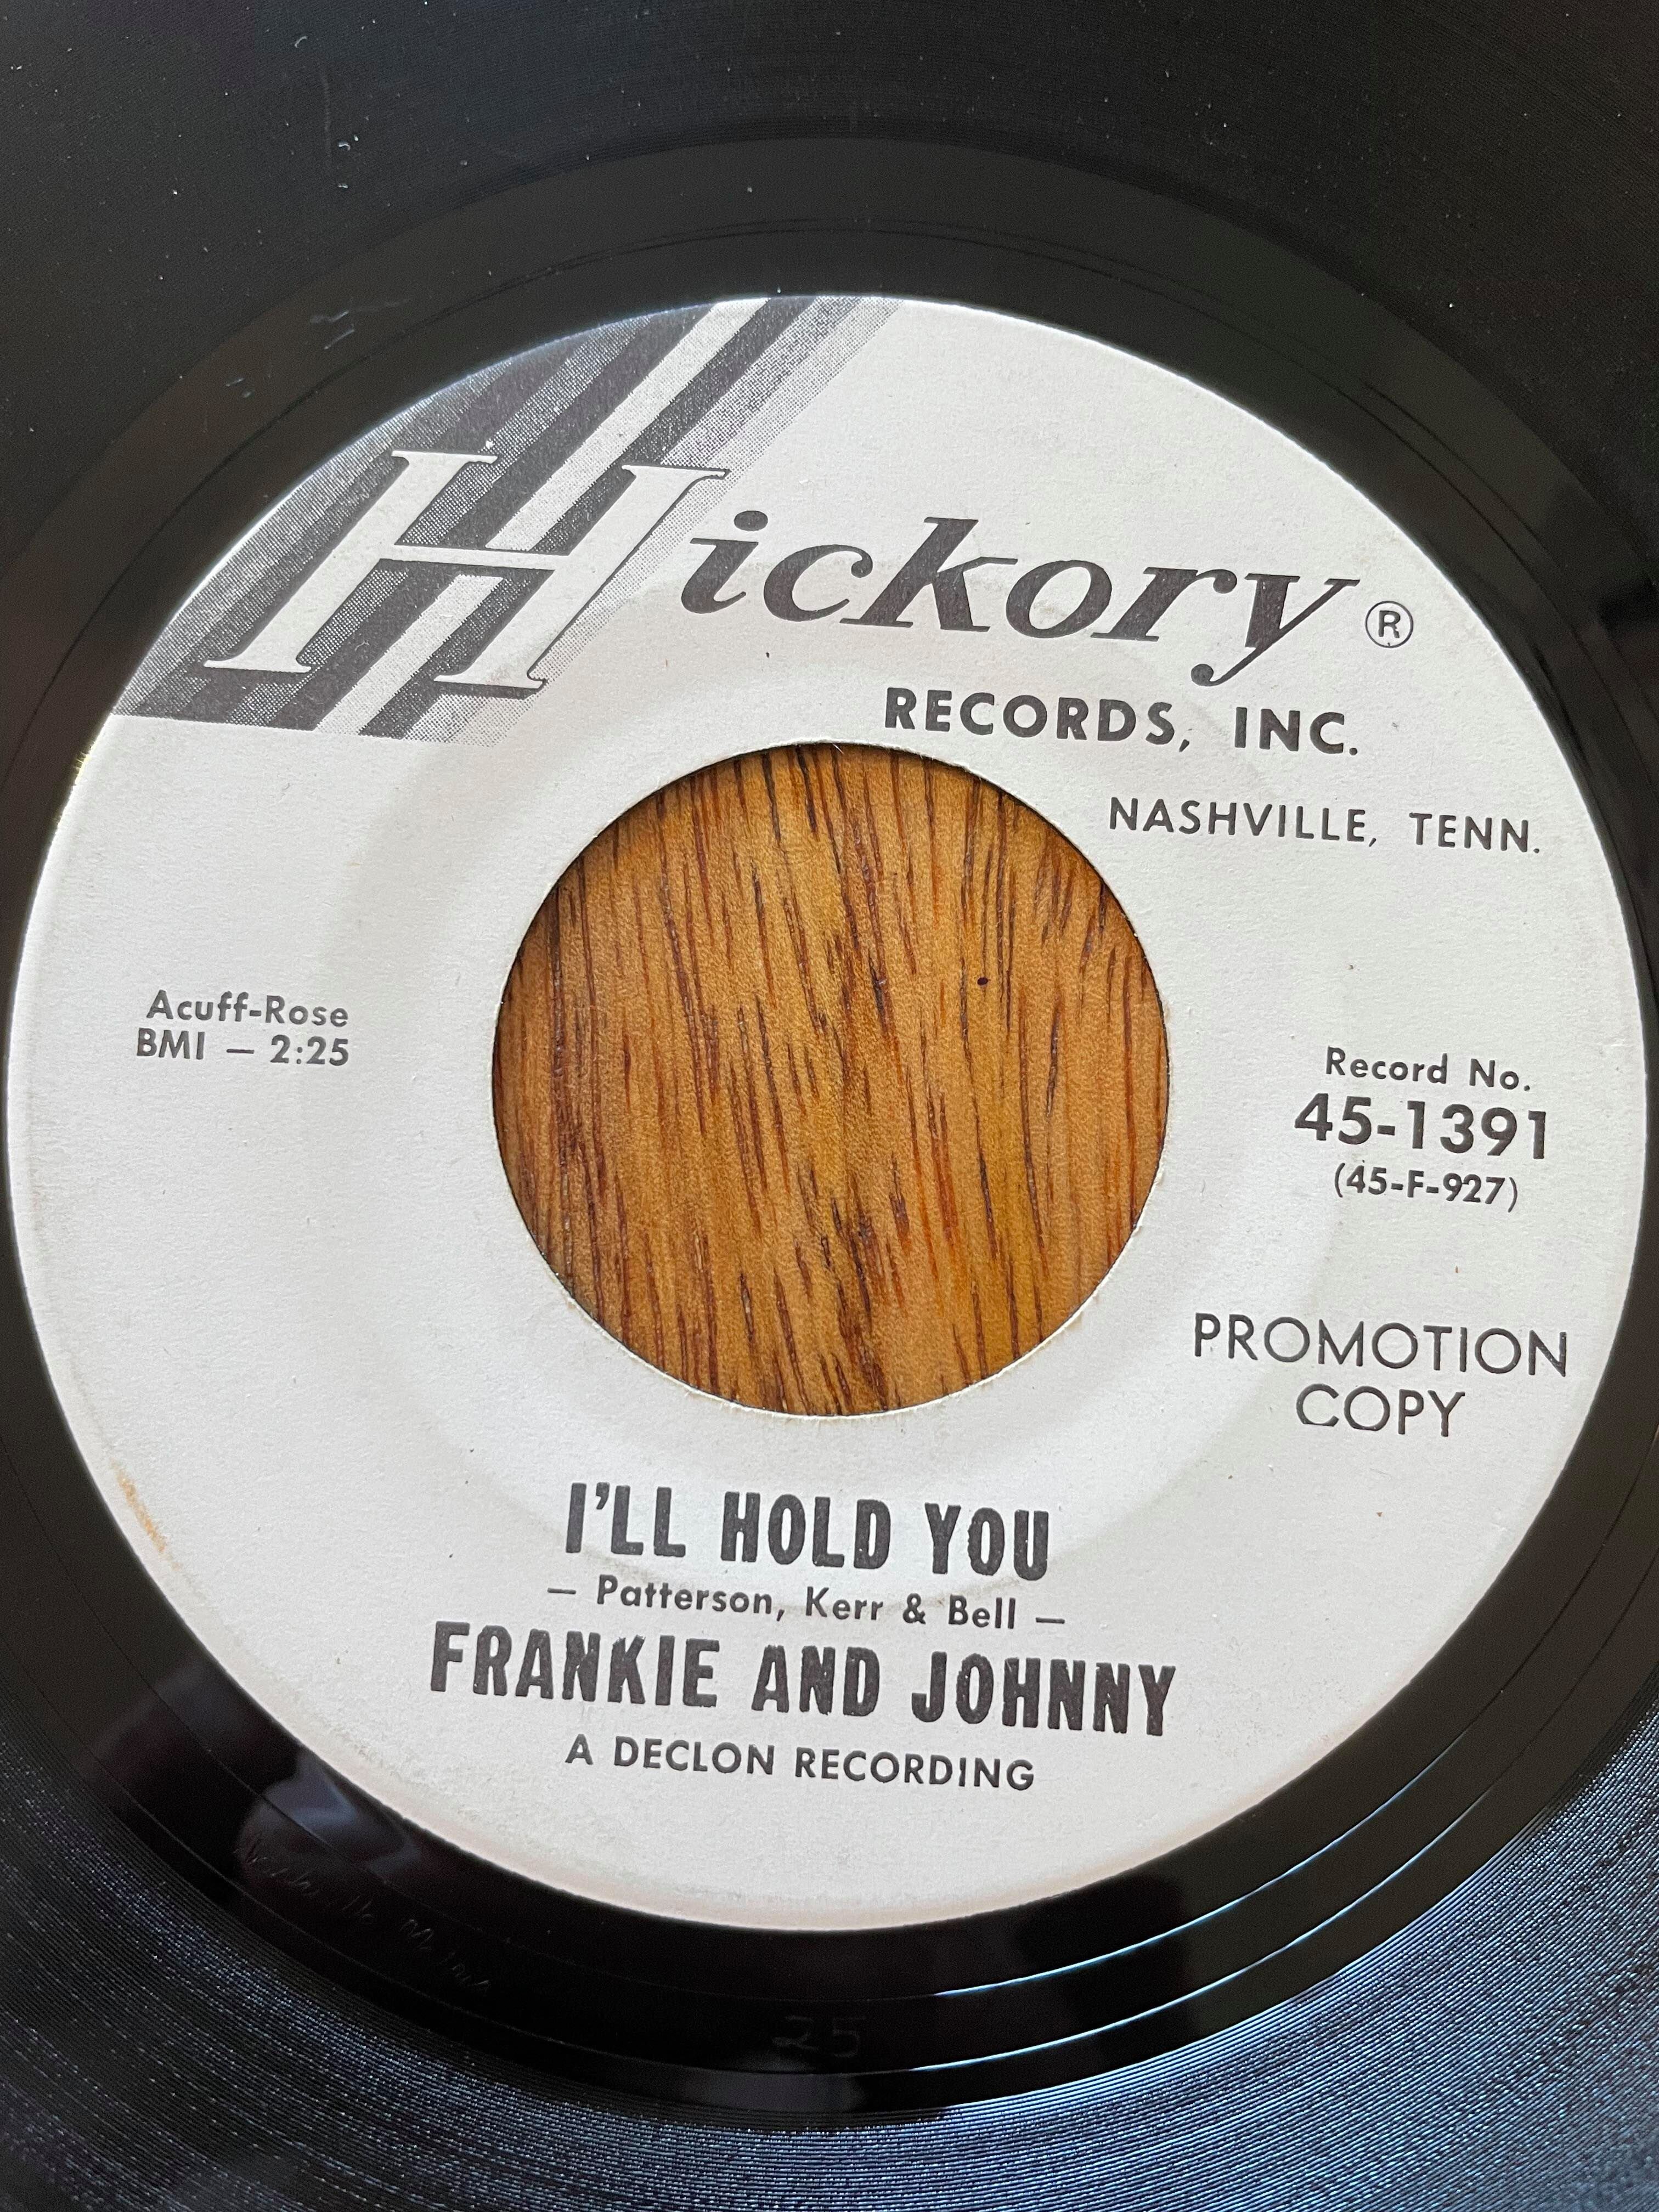 Hickory®
RECORDS, INC.
NASHVILLE, TENN.
Acuff-Rose
BMI — 2:25
Record No.
45-1391
(45-F-927)
PROMOTION
COPY
I'LL HOLD YOU
— Patterson, Kerr & Bell —
FRANKIE AND JOHNNY
A DECLON RECORDING
25